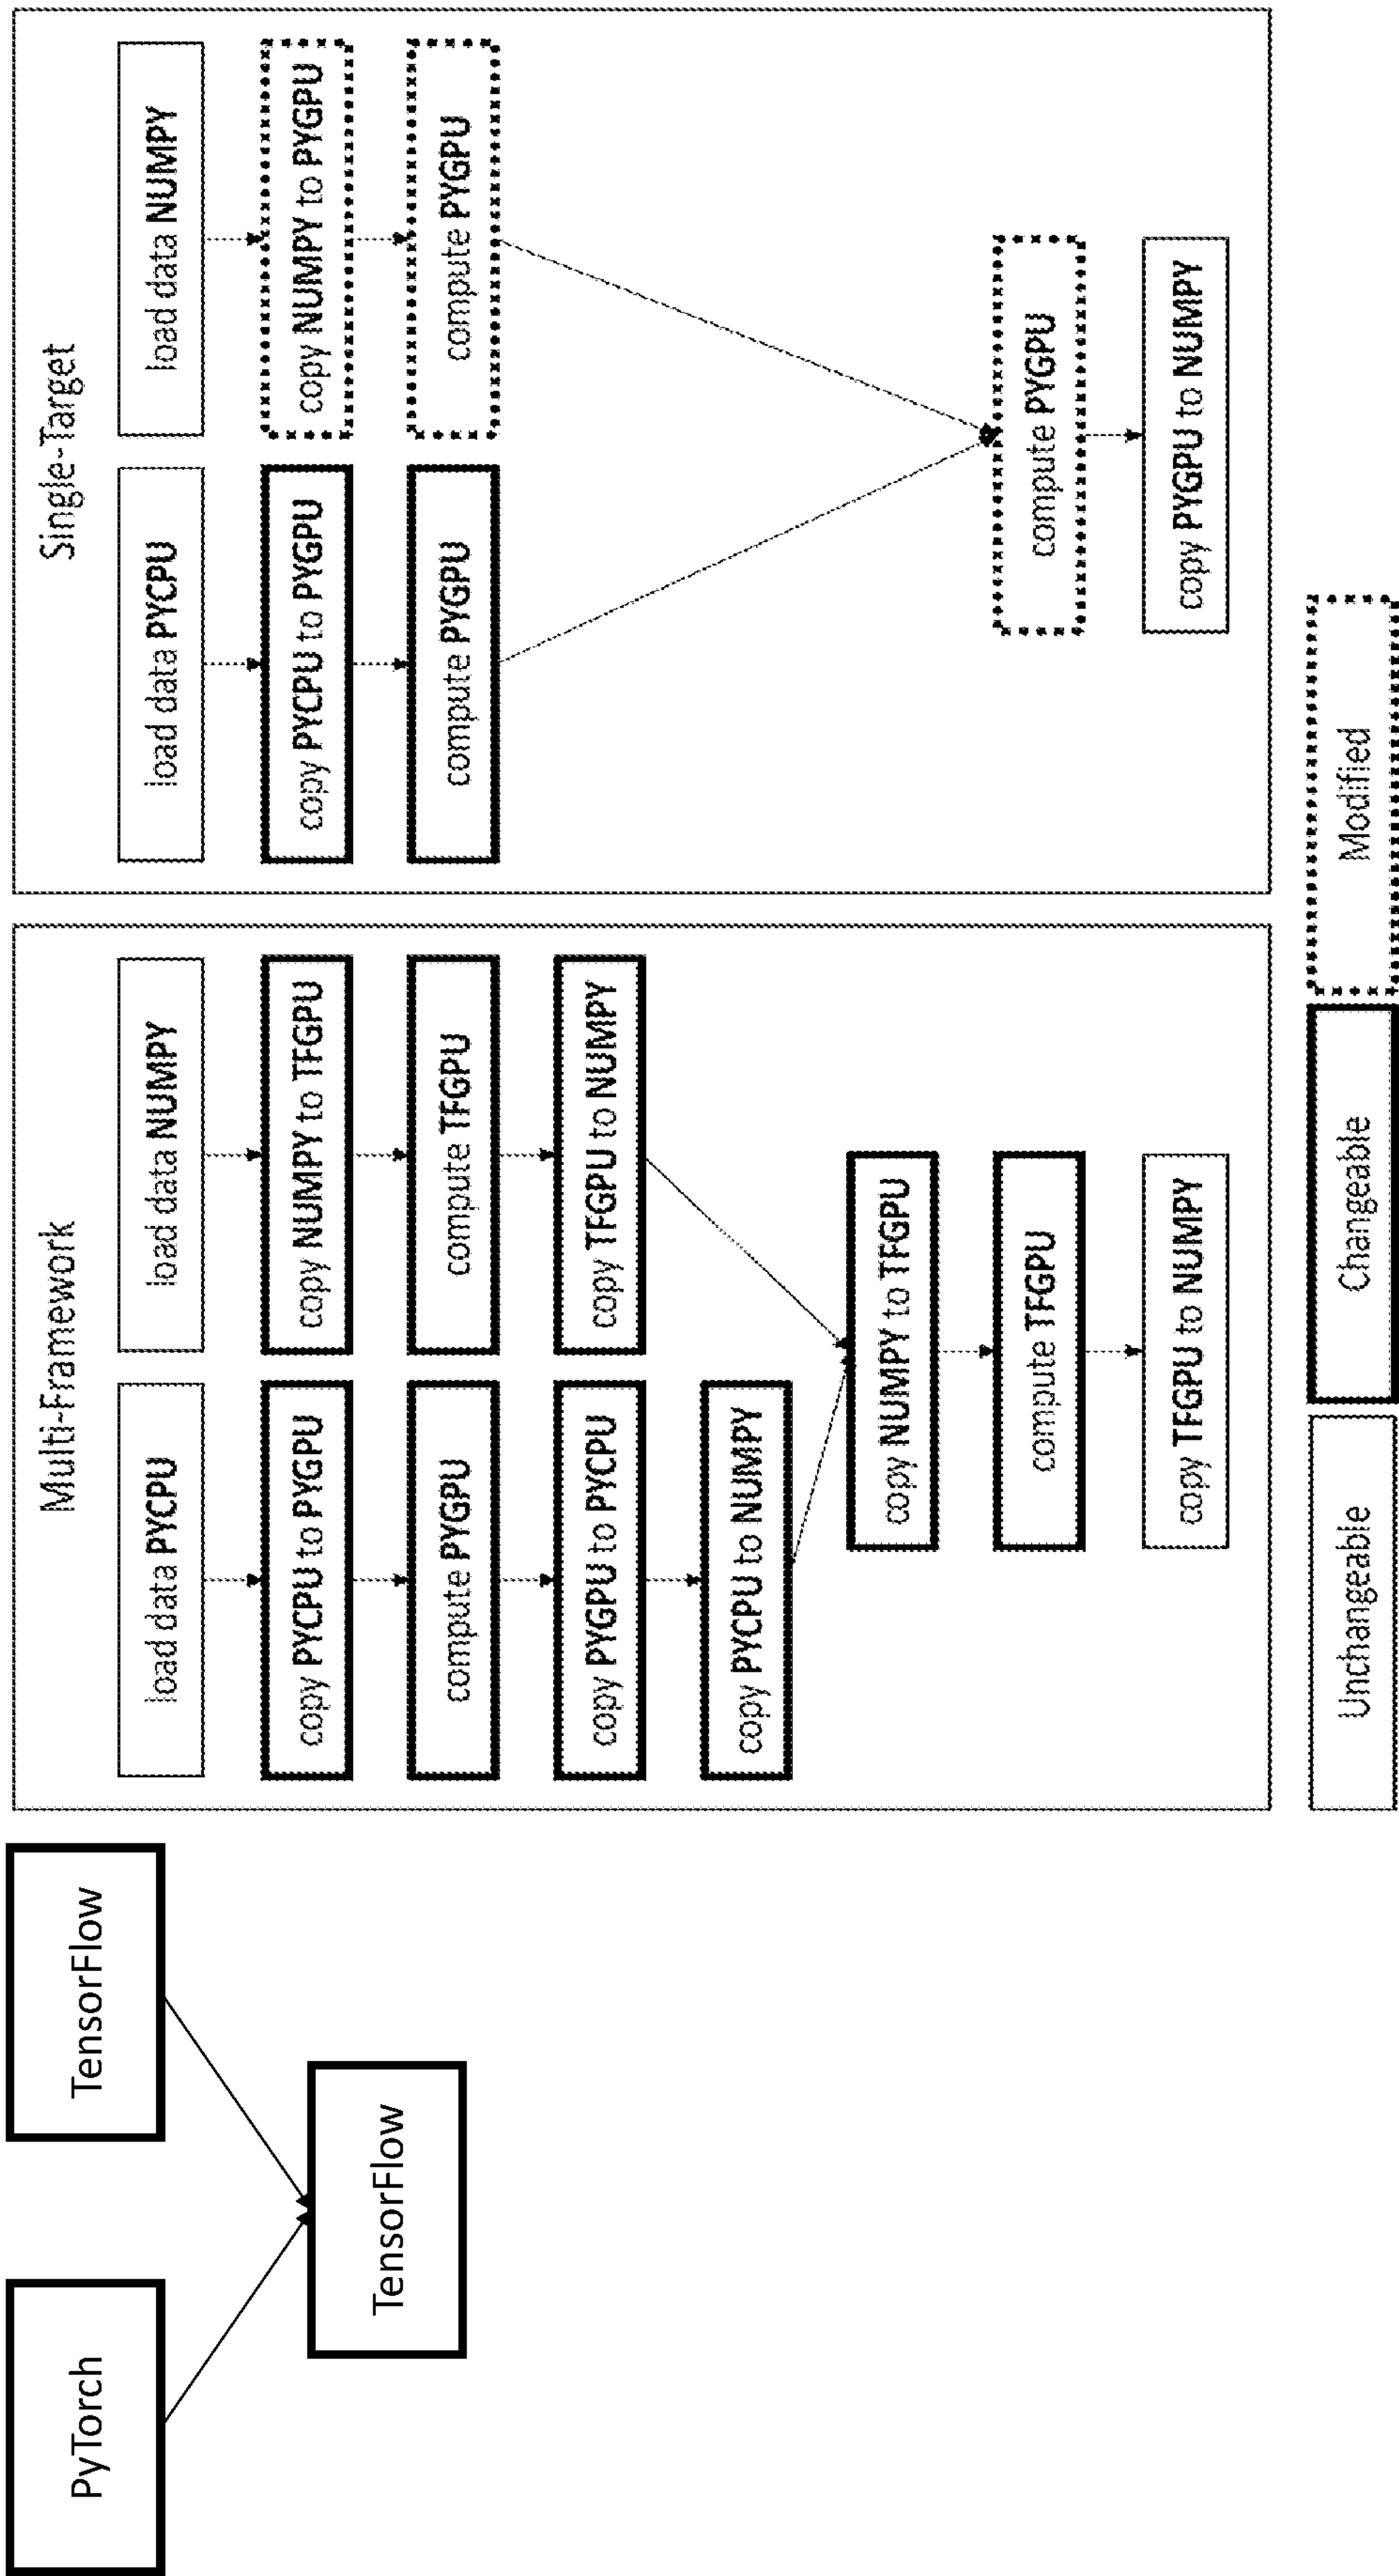 PyTorch
TensorFlow
TensorFlow
Multi-Framework
load data PYCPU
load data NUMPY
copy PYCPU to PYGPU
copy NUMPY to TFGPU
compute PYGPU
compute TFGPU
copy PYGPU to PYCPU
copy TFGPU to NUMPY
copy PYCPU to NUMPY
copy NUMPY to TFGPU
compute TFGPU
copy TFGPU to NUMPY
Single-Target
load data PYCPU
load data NUMPY
copy PYCPU to PYGPU
copy NUMPY to PYGPU
compute PYGPU
compute PYGPU
compute PYGPU
copy PYGPU to NUMPY
Unchangeable
Changeable
Modified